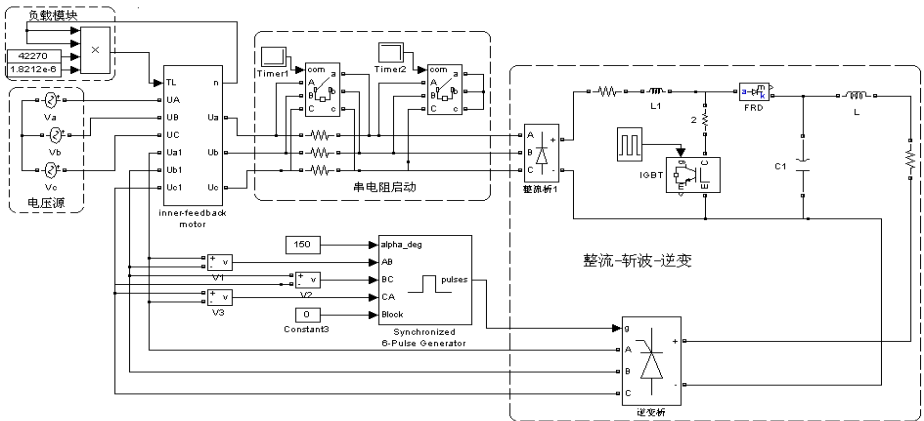 负载模块
42270
1.8212e-6
TL
n
UA
UB
UC
Ua1
Ub1
Uc1
Ua
Ub
Uc
inner-feedback
motor
Va
Vb
Vc
电压源
Timer1
Timer2
com
A
B
C
a
b
c
com
A
B
C
a
b
c
串电阻启动
A
B
C
+
-
整流桥1
L1
2
IGBT
g
C
E
a
k
m
FRD
L
C1
整流-斩波-逆变
V1
V2
V3
+
-
v
+
-
v
+
-
v
150
0
Constant3
alpha_deg
AB
BC
CA
Block
pulses
Synchronized
6-Pulse Generator
g
A
B
C
+
-
逆变桥